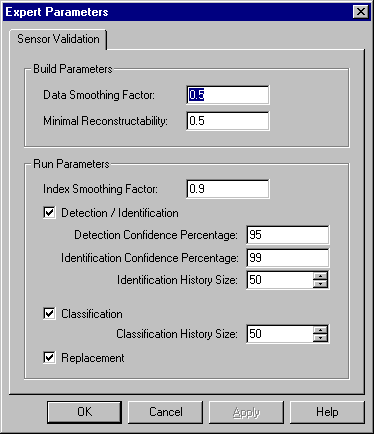 Expert Parameters
Sensor Validation
Build Parameters
Data Smoothing Factor: 0.5
Minimal Reconstructability: 0.5
Run Parameters
Index Smoothing Factor: 0.9
Detection / Identification
Detection Confidence Percentage: 95
Identification Confidence Percentage: 99
Identification History Size: 50
Classification
Classification History Size: 50
Replacement
OK Cancel Apply Help